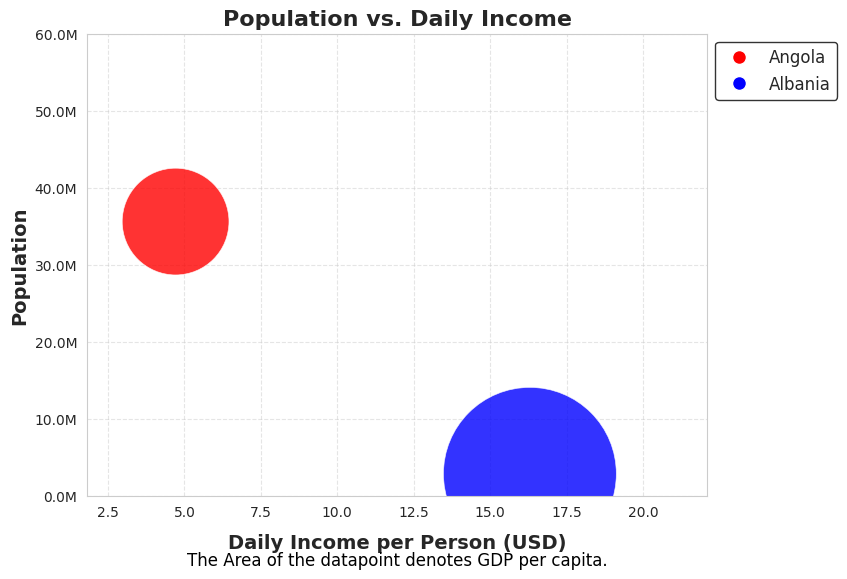 Population vs. Daily Income
60.0M
50.0M
40.0M
30.0M
20.0M
10.0M
0.0M
Population
2.5 5.0 7.5 10.0 12.5 15.0 17.5 20.0
Daily Income per Person (USD)
The Area of the datapoint denotes GDP per capita.
Angola
Albania